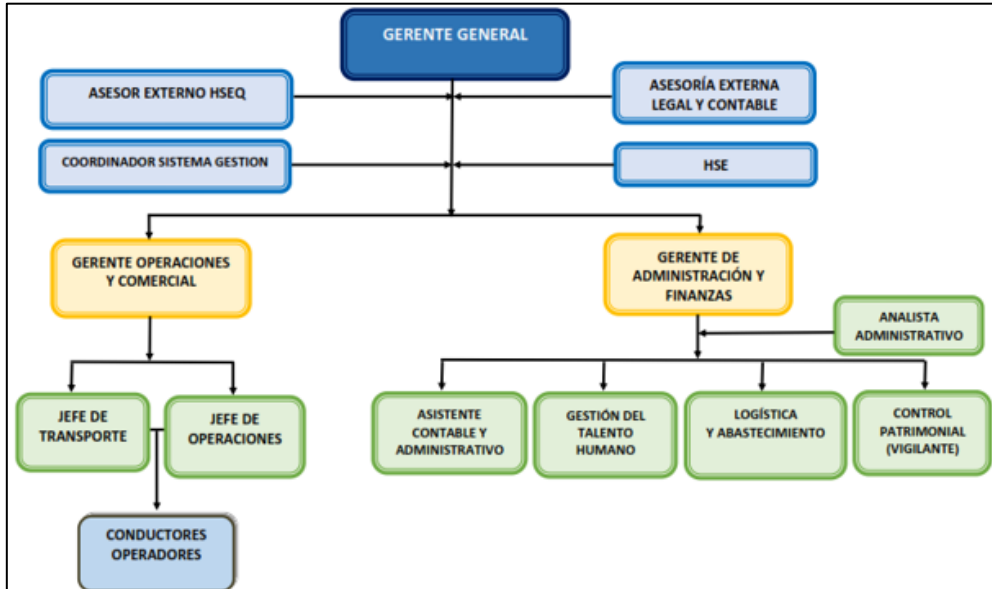 GERENTE GENERAL
ASESOR EXTERNO HSEQ
ASESORÍA EXTERNA
LEGAL Y CONTABLE
COORDINADOR SISTEMA GESTION
HSE
GERENTE OPERACIONES
Y COMERCIAL
GERENTE DE
ADMINISTRACIÓN Y
FINANZAS
ANALISTA
ADMINISTRATIVO
JEFE DE
TRANSPORTE
JEFE DE
OPERACIONES
ASISTENTE
CONTABLE Y
ADMINISTRATIVO
GESTIÓN DEL
TALENTO
HUMANO
LOGÍSTICA
Y ABASTECIMIENTO
CONTROL
PATRIMONIAL
(VIGILANTE)
CONDUCTORES
OPERADORES